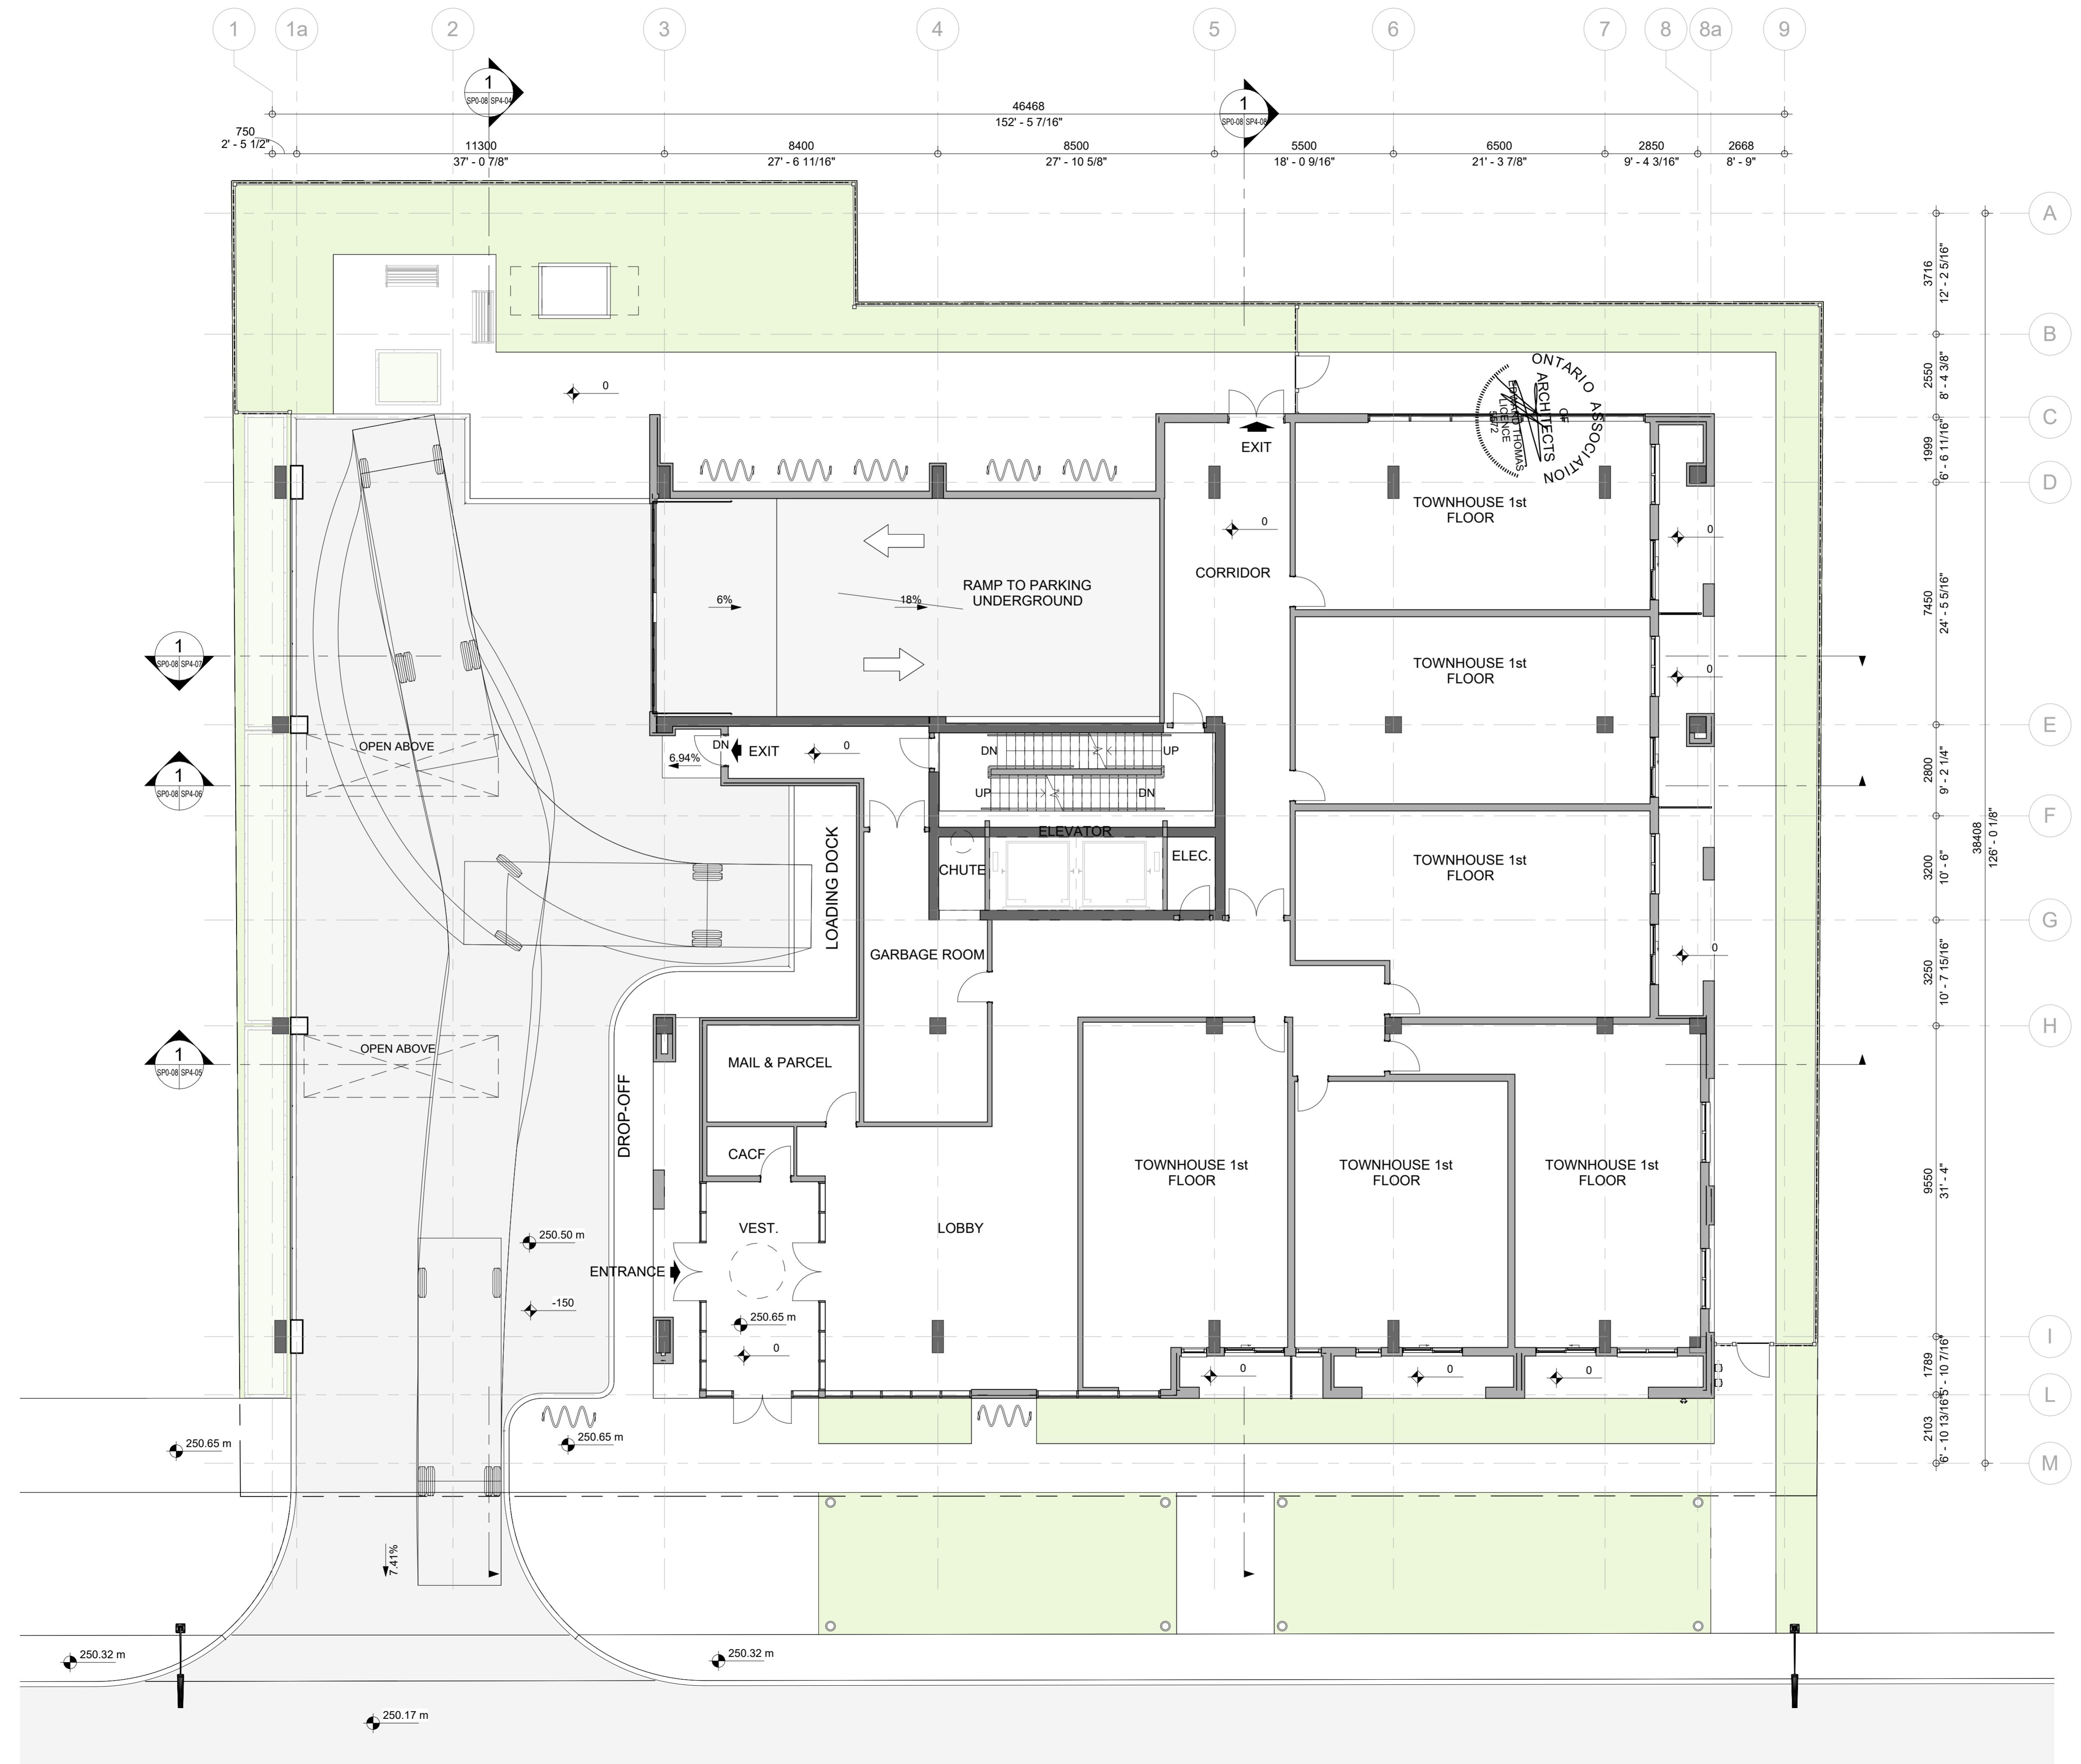 1 1a 2 3 4 5 6 7 8 8a 9
1
SP0-08 SP4-04
1
SP0-08
46468
152' - 5 7/16"
750
2' - 5 1/2"
11300
37' - 0 7/8"
8400
27' - 6 11/16"
8500
27' - 10 5/8"
5500
18' - 0 9/16"
6500
21' - 3 7/8"
2850
9' - 4 3/16"
2668
8' - 9"
A
3716
12' - 2 5/16"
B
2550
8' - 4 3/8"
C
1999
6' - 6 11/16"
D
7450
24' - 5 5/16"
E
2800
9' - 2 1/4"
F
38408
126' - 0 1/8"
3200
10' - 6"
G
3250
10' - 7 15/16"
H
9550
31' - 4"
I
1789
5' - 10 7/16"
L
2103
6' - 10 13/16"
M
0
ONTARIO ASSOCIATION
OF
ARCHITECTS
EDWARD THOMAS
LICENCE
EXIT
TOWNHOUSE 1st
FLOOR
0
0
CORRIDOR
RAMP TO PARKING
UNDERGROUND
6%
18%
1
SP0-08 SP4-07
TOWNHOUSE 1st
FLOOR
0
OPEN ABOVE
DN
EXIT
0
6.94%
DN
UP
UP
DN
1
SP0-08 SP4-06
ELEVATOR
LOADING DOCK
CHUTE
ELEC.
TOWNHOUSE 1st
FLOOR
GARBAGE ROOM
0
1
SP0-08 SP4-05
OPEN ABOVE
MAIL & PARCEL
DROP-OFF
CACF
TOWNHOUSE 1st
FLOOR
TOWNHOUSE 1st
FLOOR
TOWNHOUSE 1st
FLOOR
VEST.
LOBBY
250.50 m
ENTRANCE
-150
250.65 m
0
0
0
0
250.65 m
250.65 m
7.41%
250.32 m
250.32 m
250.17 m